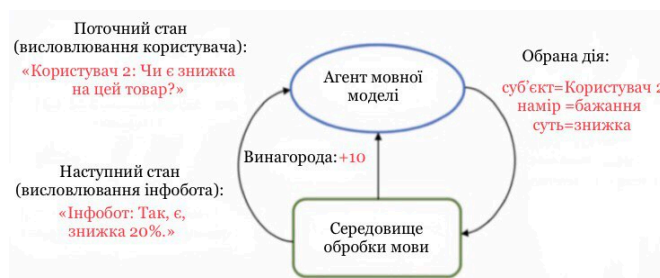 Поточний стан
(висловлювання користувача):
«Користувач 2: Чи є знижка
на цей товар?»
Агент мовної
моделі
Обрана дія:
суб’єкт=Користувач 2
намір =бажання
суть=знижка
Винагорода: +10
Наступний стан
(висловлювання інфобота):
«Інфобот: Так, є,
знижка 20%.»
Середовище
обробки мови